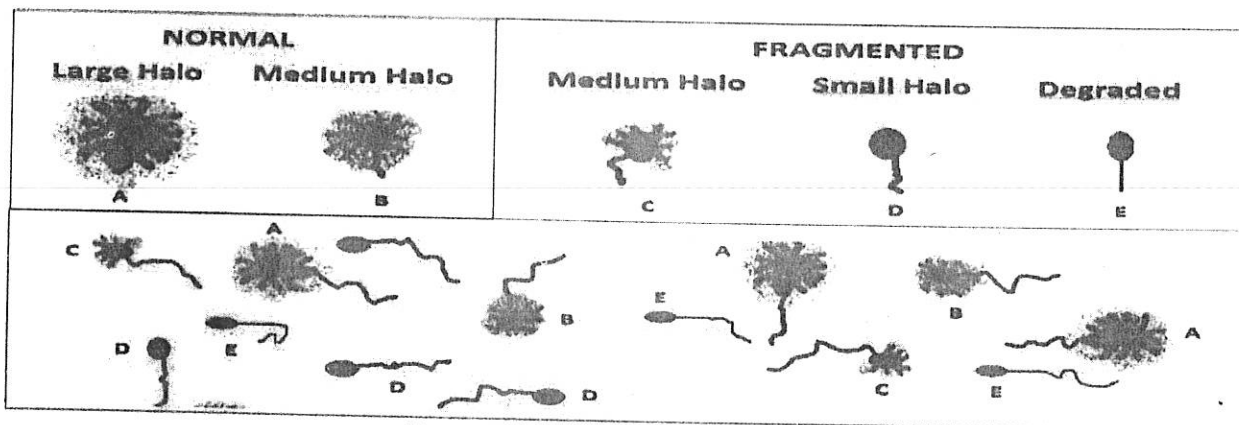 NORMAL
Large Halo Medium Halo
A B
FRAGMENTED
Medium Halo Small Halo Degraded
C D E
C A
B
D E
D
D
A
E
B
A
C
E